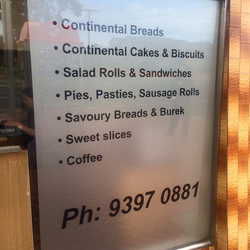 • Continental Breads
• Continental Cakes & Biscuits
• Salad Rolls & Sandwiches
• Pies, Pasties, Sausage Rolls
• Savoury Breads & Burek
• Sweet slices
• Coffee
Ph: 9397 0881